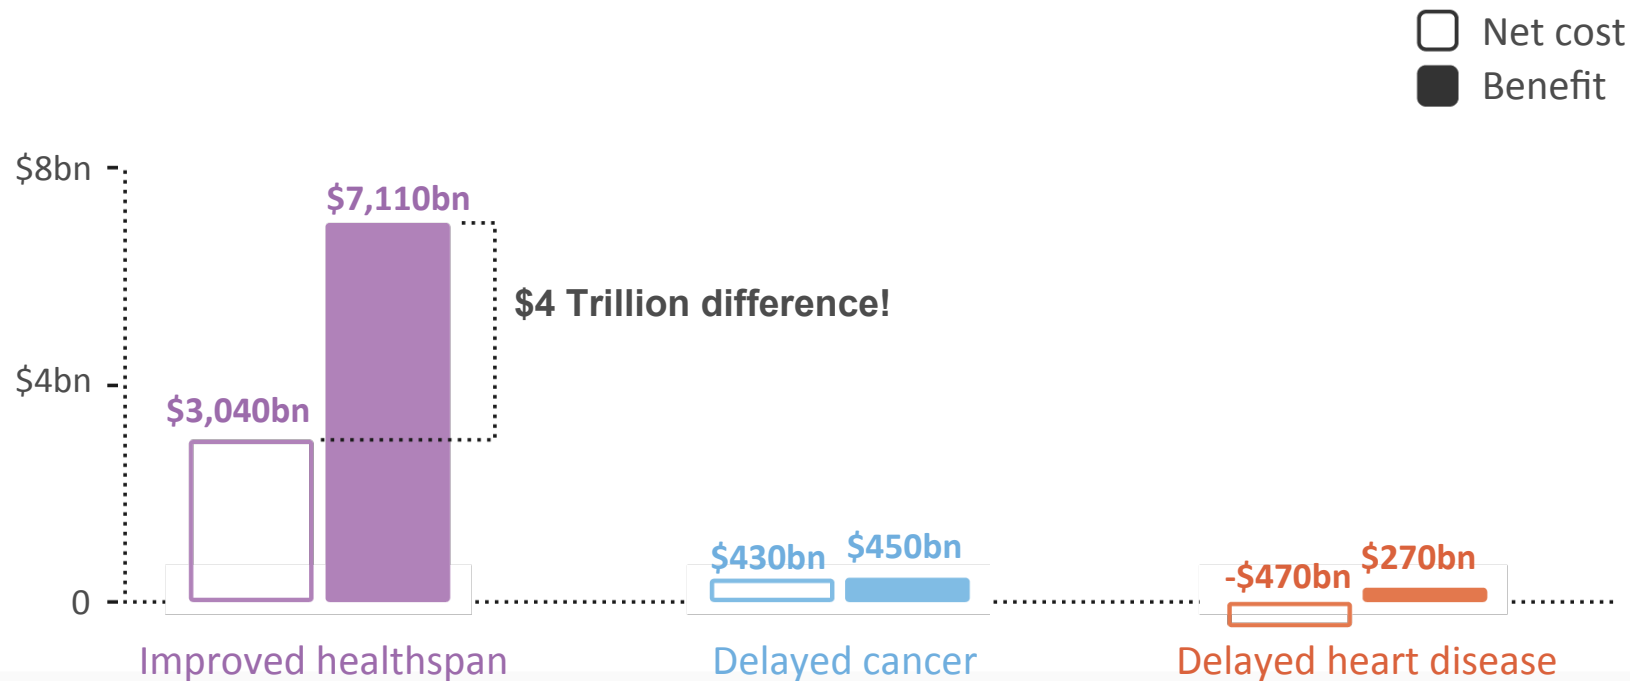 Net cost
Benefit
$8bn
$7,110bn
$4 Trillion difference!
$4bn
$3,040bn
$430bn
$450bn
-$470bn
$270bn
0
Improved healthspan
Delayed cancer
Delayed heart disease